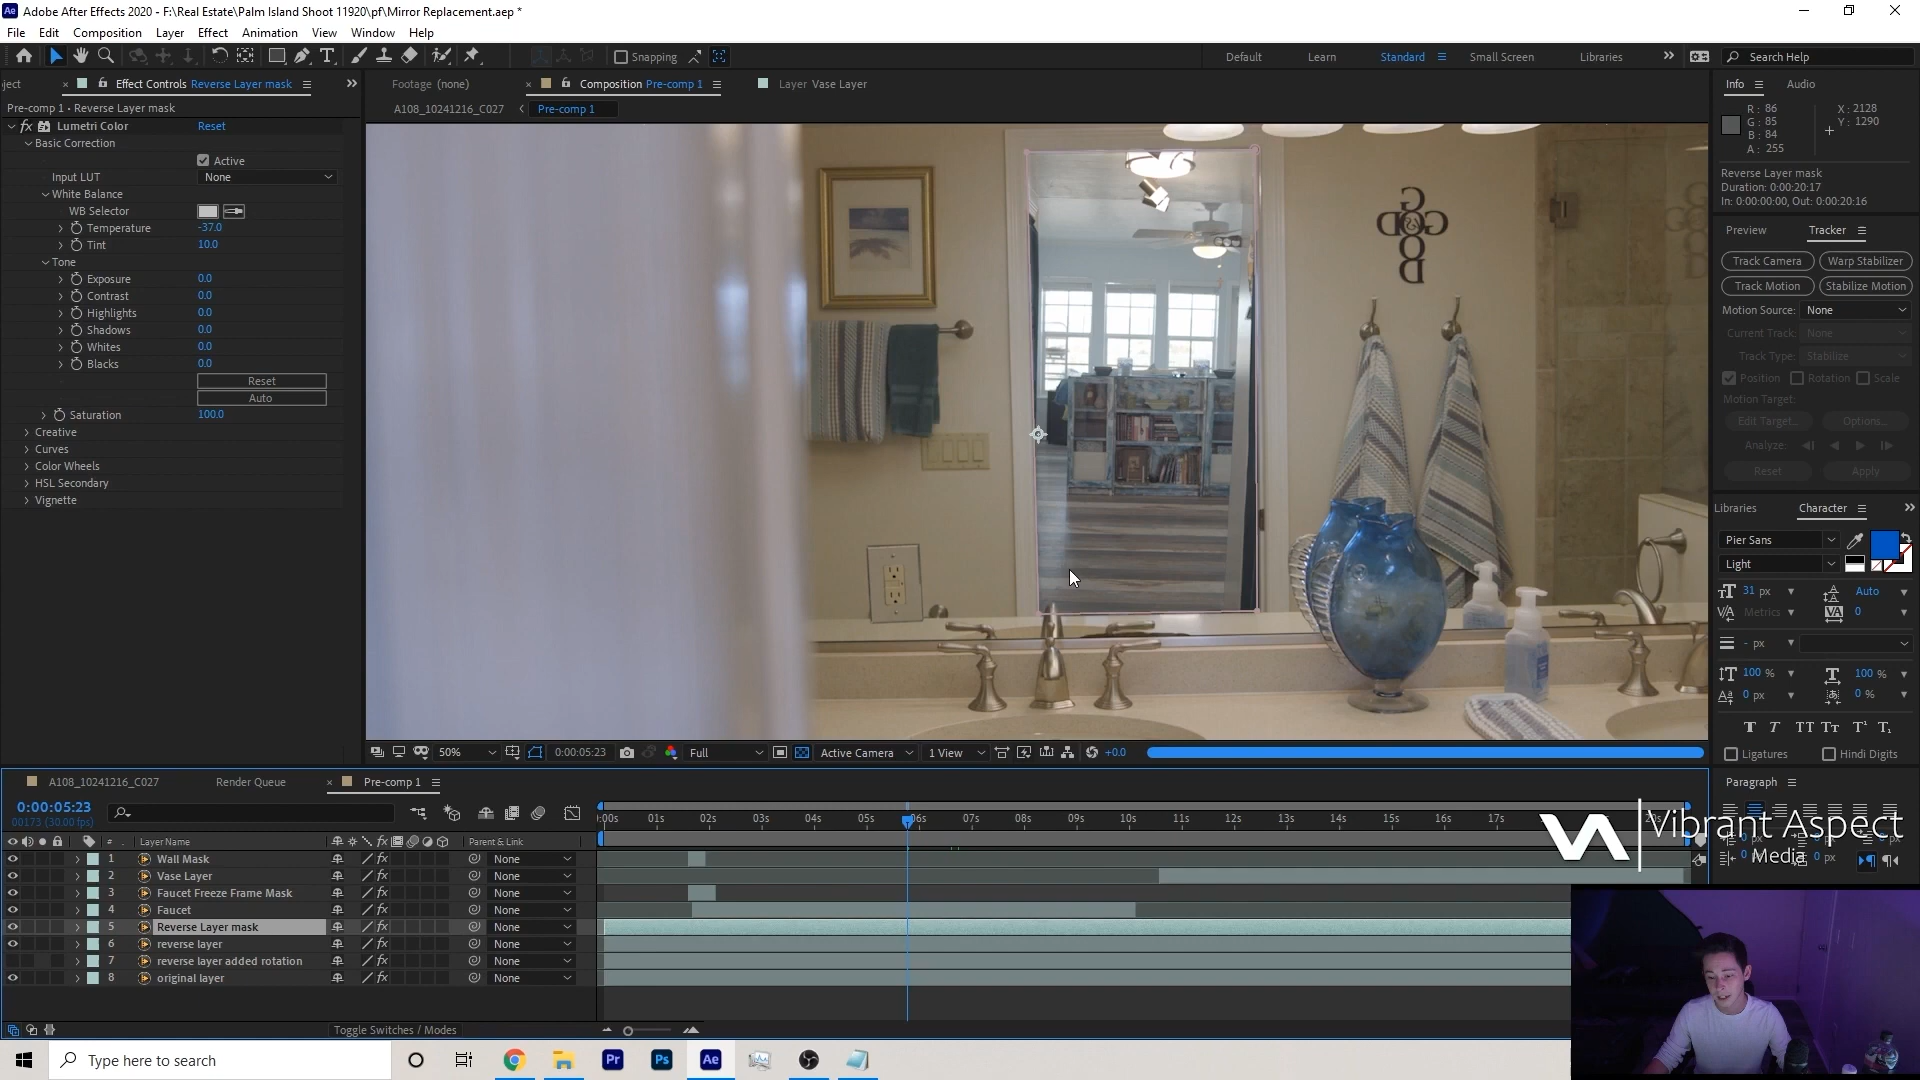 Adobe After Effects 2020 - F:\Real Estate\Palm Island Shoot 11920\pf\Mirror Replacement.aep *
File Edit Composition Layer Effect Animation View Window Help
Snapping
Default Learn Standard Small Screen Libraries Search Help
ject Effect Controls Reverse Layer mask
Footage (none) Composition Pre-comp 1 Layer Vase Layer
Info Audio
Pre-comp 1 • Reverse Layer mask
A108_10241216_C027 Pre-comp 1
R: 86 X: 2128
G: 85 Y: 1290
B: 84
A: 255
fx Lumetri Color Reset
Basic Correction
Active
Input LUT None
White Balance
WB Selector
Temperature -37.0
Tint 10.0
Tone
Exposure 0.0
Contrast 0.0
Highlights 0.0
Shadows 0.0
Whites 0.0
Blacks 0.0
Reset
Auto
Saturation 100.0
Creative
Curves
Color Wheels
HSL Secondary
Vignette
Reverse Layer mask
Duration: 0:00:20:17
In: 0:00:00:00, Out: 0:00:20:16
Preview Tracker
Track Camera Warp Stabilizer
Track Motion Stabilize Motion
Motion Source: None
Current Track: None
Track Type: Stabilize
Position Rotation Scale
Motion Target:
Edit Target... Options...
Analyze:
Reset Apply
Libraries Character
Pier Sans
Light
31 px Auto
Metrics 0
- px
100 % 100 %
0 px 0 %
Ligatures Hindi Digits
50% 0:00:05:23 Full Active Camera 1 View +0.0
Paragraph
A108_10241216_C027 Render Queue Pre-comp 1
0:00:05:23
00173 (30.00 fps)
:00s 01s 02s 03s 04s 05s 06s 07s 08s 09s 10s 11s 12s 13s 14s 15s 16s 17s
Vibrant Aspect
Media
# Layer Name Parent & Link
1 Wall Mask None
2 Vase Layer None
3 Faucet Freeze Frame Mask None
4 Faucet None
5 Reverse Layer mask None
6 reverse layer None
7 reverse layer added rotation None
8 original layer None
Toggle Switches / Modes
Type here to search
Pr Ps Ae